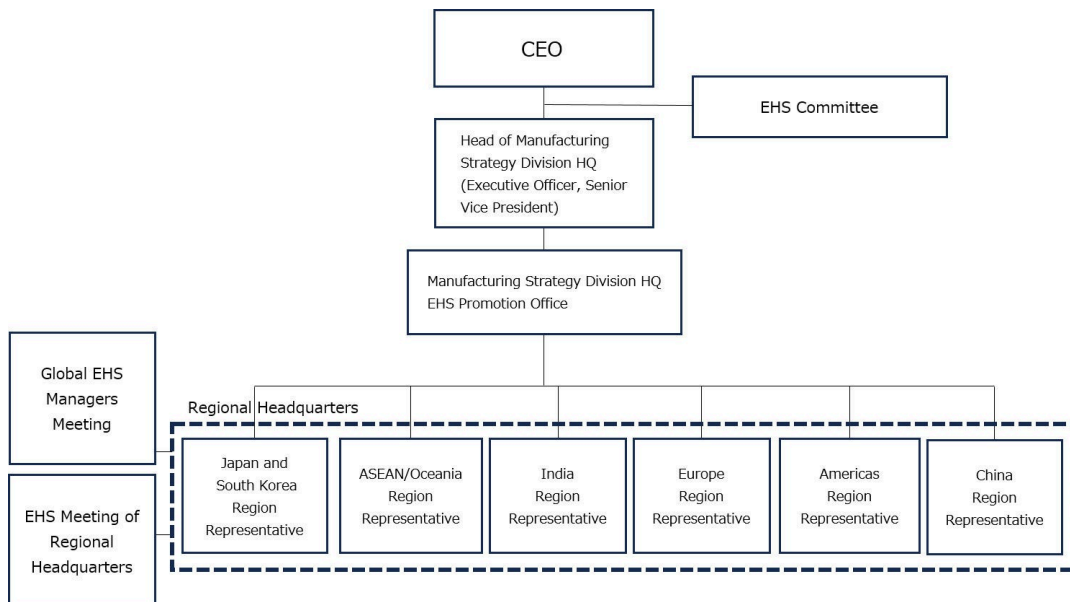 CEO
EHS Committee
Head of Manufacturing
Strategy Division HQ
(Executive Officer, Senior
Vice President)
Manufacturing Strategy Division HQ
EHS Promotion Office
Global EHS
Managers
Meeting
EHS Meeting of
Regional
Headquarters
Regional Headquarters
Japan and
South Korea
Region
Representative
ASEAN/Oceania
Region
Representative
India
Region
Representative
Europe
Region
Representative
Americas
Region
Representative
China
Region
Representative